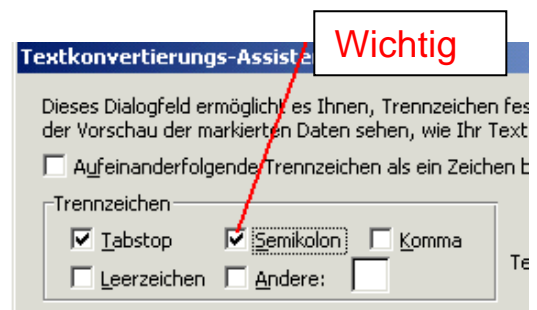 Wichtig
Textkonvertierungs-Assiste
Dieses Dialogfeld ermöglicht es Ihnen, Trennzeichen fes
der Vorschau der markierten Daten sehen, wie Ihr Text
Aufeinanderfolgende Trennzeichen als ein Zeichen b
Trennzeichen
Tabstop Semikolon Komma
Te
Leerzeichen Andere: